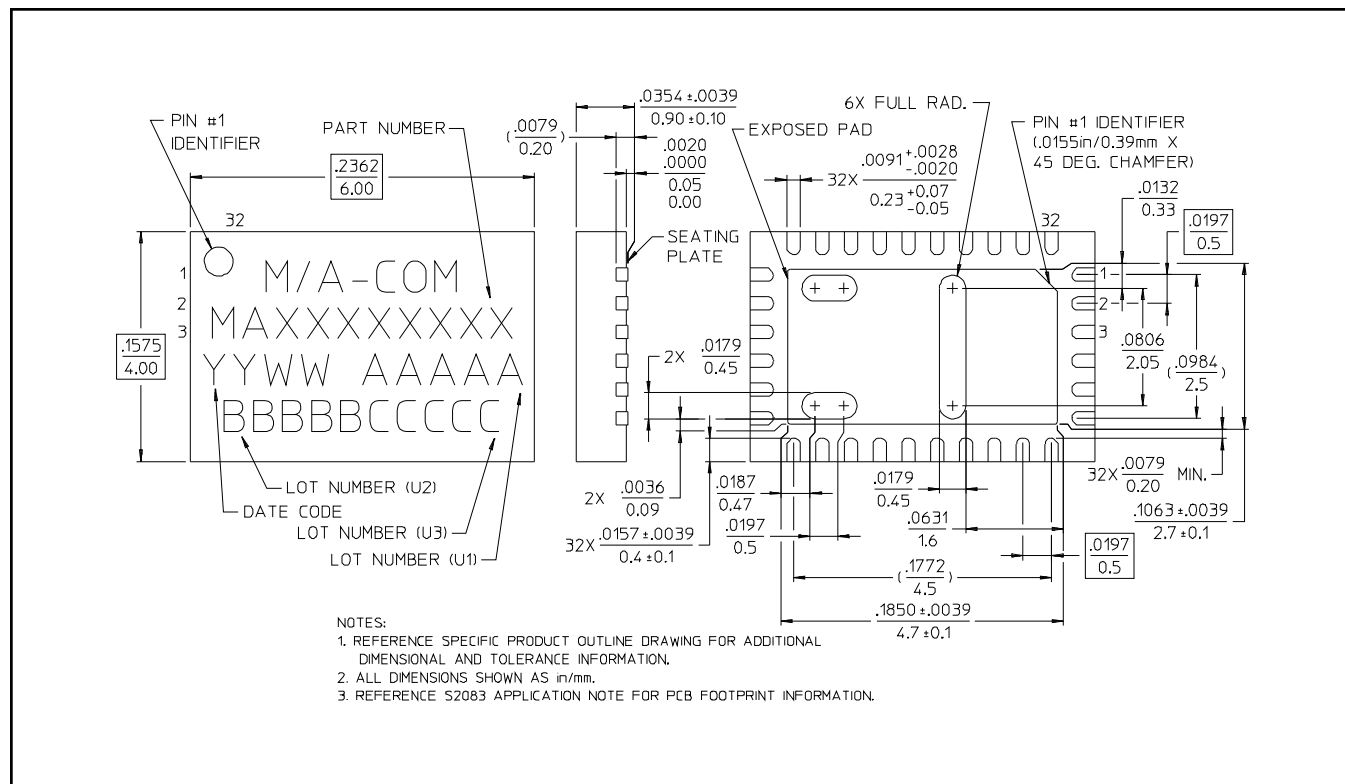 PIN #1
IDENTIFIER
PART NUMBER
.2362
6.00
32
1
2
3
M/A-COM
MAXXXXXXXXX
YYWW AAAAA
BBBBBCCCCC
.1575
4.00
LOT NUMBER (U2)
DATE CODE
LOT NUMBER (U3)
LOT NUMBER (U1)
.0354 ±.0039
0.90 ±0.10
(.0079
0.20)
.0020
.0000
0.05
0.00
SEATING
PLATE
6X FULL RAD.
EXPOSED PAD
PIN #1 IDENTIFIER
(.0155in/0.39mm X
45 DEG. CHAMFER)
32X .0091 +.0028 -.0020
0.23 +0.07 -0.05
32
.0132
0.33
.0197
0.5
1
2
3
2X .0179
0.45
.0806
2.05
(.0984
2.5)
2X .0036
0.09
.0187
0.47
.0179
0.45
32X .0079 MIN.
0.20
32X .0157 ±.0039
0.4 ±0.1
.0197
0.5
.0631
1.6
.1063 ±.0039
2.7 ±0.1
.0197
0.5
(.1772
4.5)
.1850 ±.0039
4.7 ±0.1
NOTES:
1. REFERENCE SPECIFIC PRODUCT OUTLINE DRAWING FOR ADDITIONAL
DIMENSIONAL AND TOLERANCE INFORMATION.
2. ALL DIMENSIONS SHOWN AS in/mm.
3. REFERENCE S2083 APPLICATION NOTE FOR PCB FOOTPRINT INFORMATION.